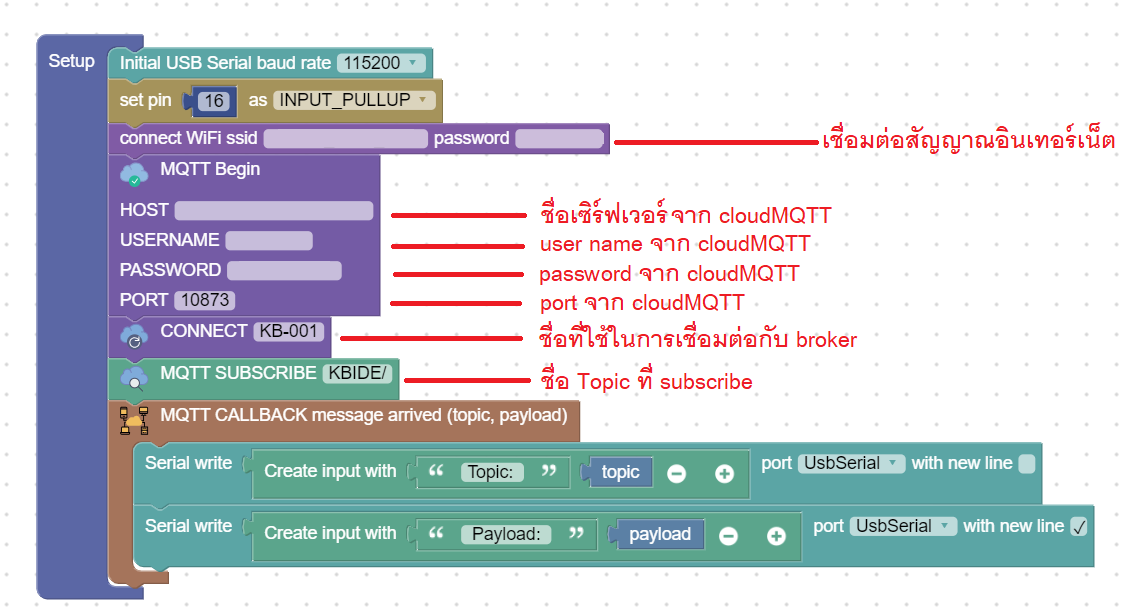 Setup
Initial USB Serial baud rate 115200
set pin 16 as INPUT_PULLUP
connect WiFi ssid password เชื่อมต่อสัญญาณอินเทอร์เน็ต
MQTT Begin
HOST ชื่อเซิร์ฟเวอร์ จาก cloudMQTT
USERNAME user name จาก cloudMQTT
PASSWORD password จาก cloudMQTT
PORT 10873 port จาก cloudMQTT
CONNECT KB-001 ชื่อที่ใช้ในการเชื่อมต่อกับ broker
MQTT SUBSCRIBE KBIDE/ ชื่อ Topic ที่ subscribe
MQTT CALLBACK message arrived (topic, payload)
Serial write Create input with “ Topic: ” topic port UsbSerial with new line
Serial write Create input with “ Payload: ” payload port UsbSerial with new line